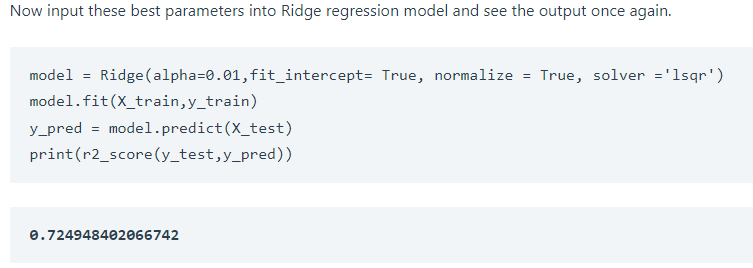 Now input these best parameters into Ridge regression model and see the output once again.
model = Ridge(alpha=0.01,fit_intercept= True, normalize = True, solver ='lsqr')
model.fit(X_train,y_train)
y_pred = model.predict(X_test)
print(r2_score(y_test,y_pred))
0.724948402066742